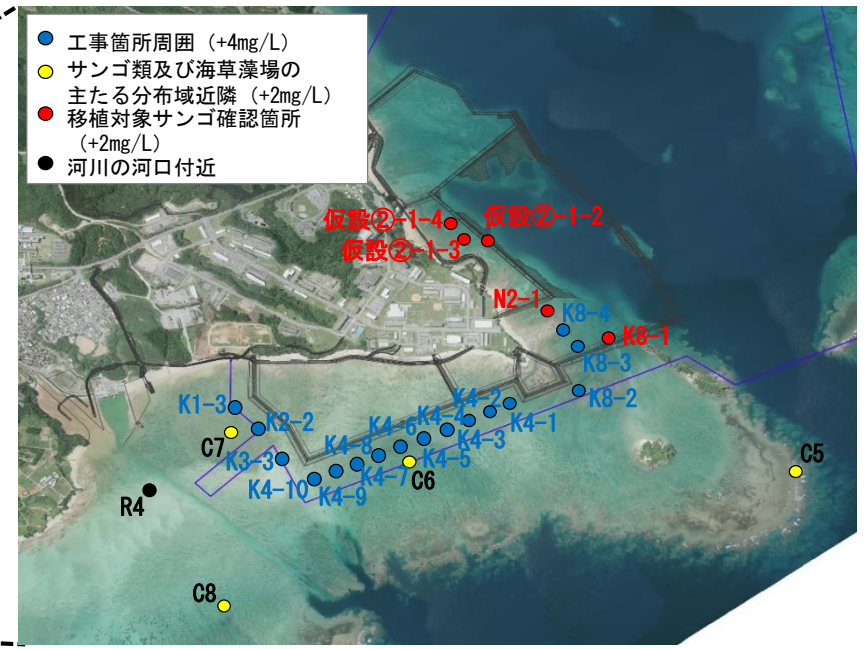 工事箇所周囲（+4mg/L）
サンゴ類及び海草藻場の
主たる分布域近隣（+2mg/L）
移植対象サンゴ確認箇所
（+2mg/L）
河川の河口付近
仮設②-1-4
仮設②-1-2
仮設②-1-3
N2-1
K8-4
K8-1
K8-3
K8-2
K1-3
K2-2
C7
K3-3
K4-10
K4-9
K4-8
K4-7
K4-6
K4-5
K4-4
K4-3
K4-2
K4-1
C6
C5
R4
C8